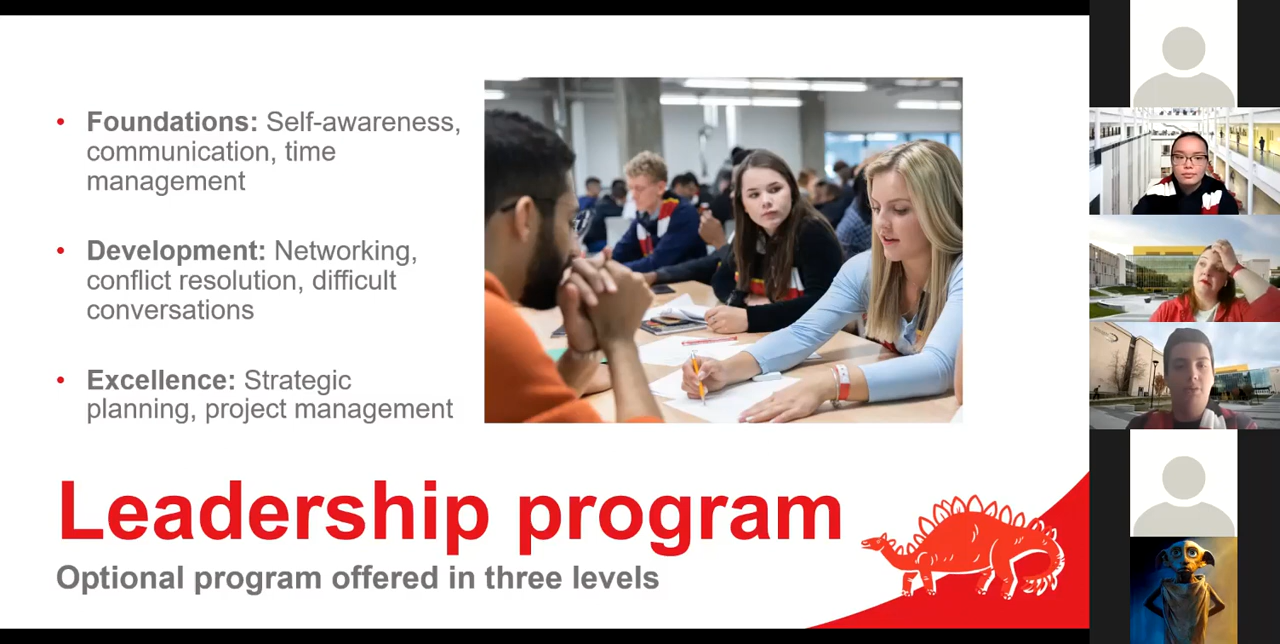 • Foundations: Self-awareness,
communication, time
management
• Development: Networking,
conflict resolution, difficult
conversations
• Excellence: Strategic
planning, project management
Leadership program
Optional program offered in three levels